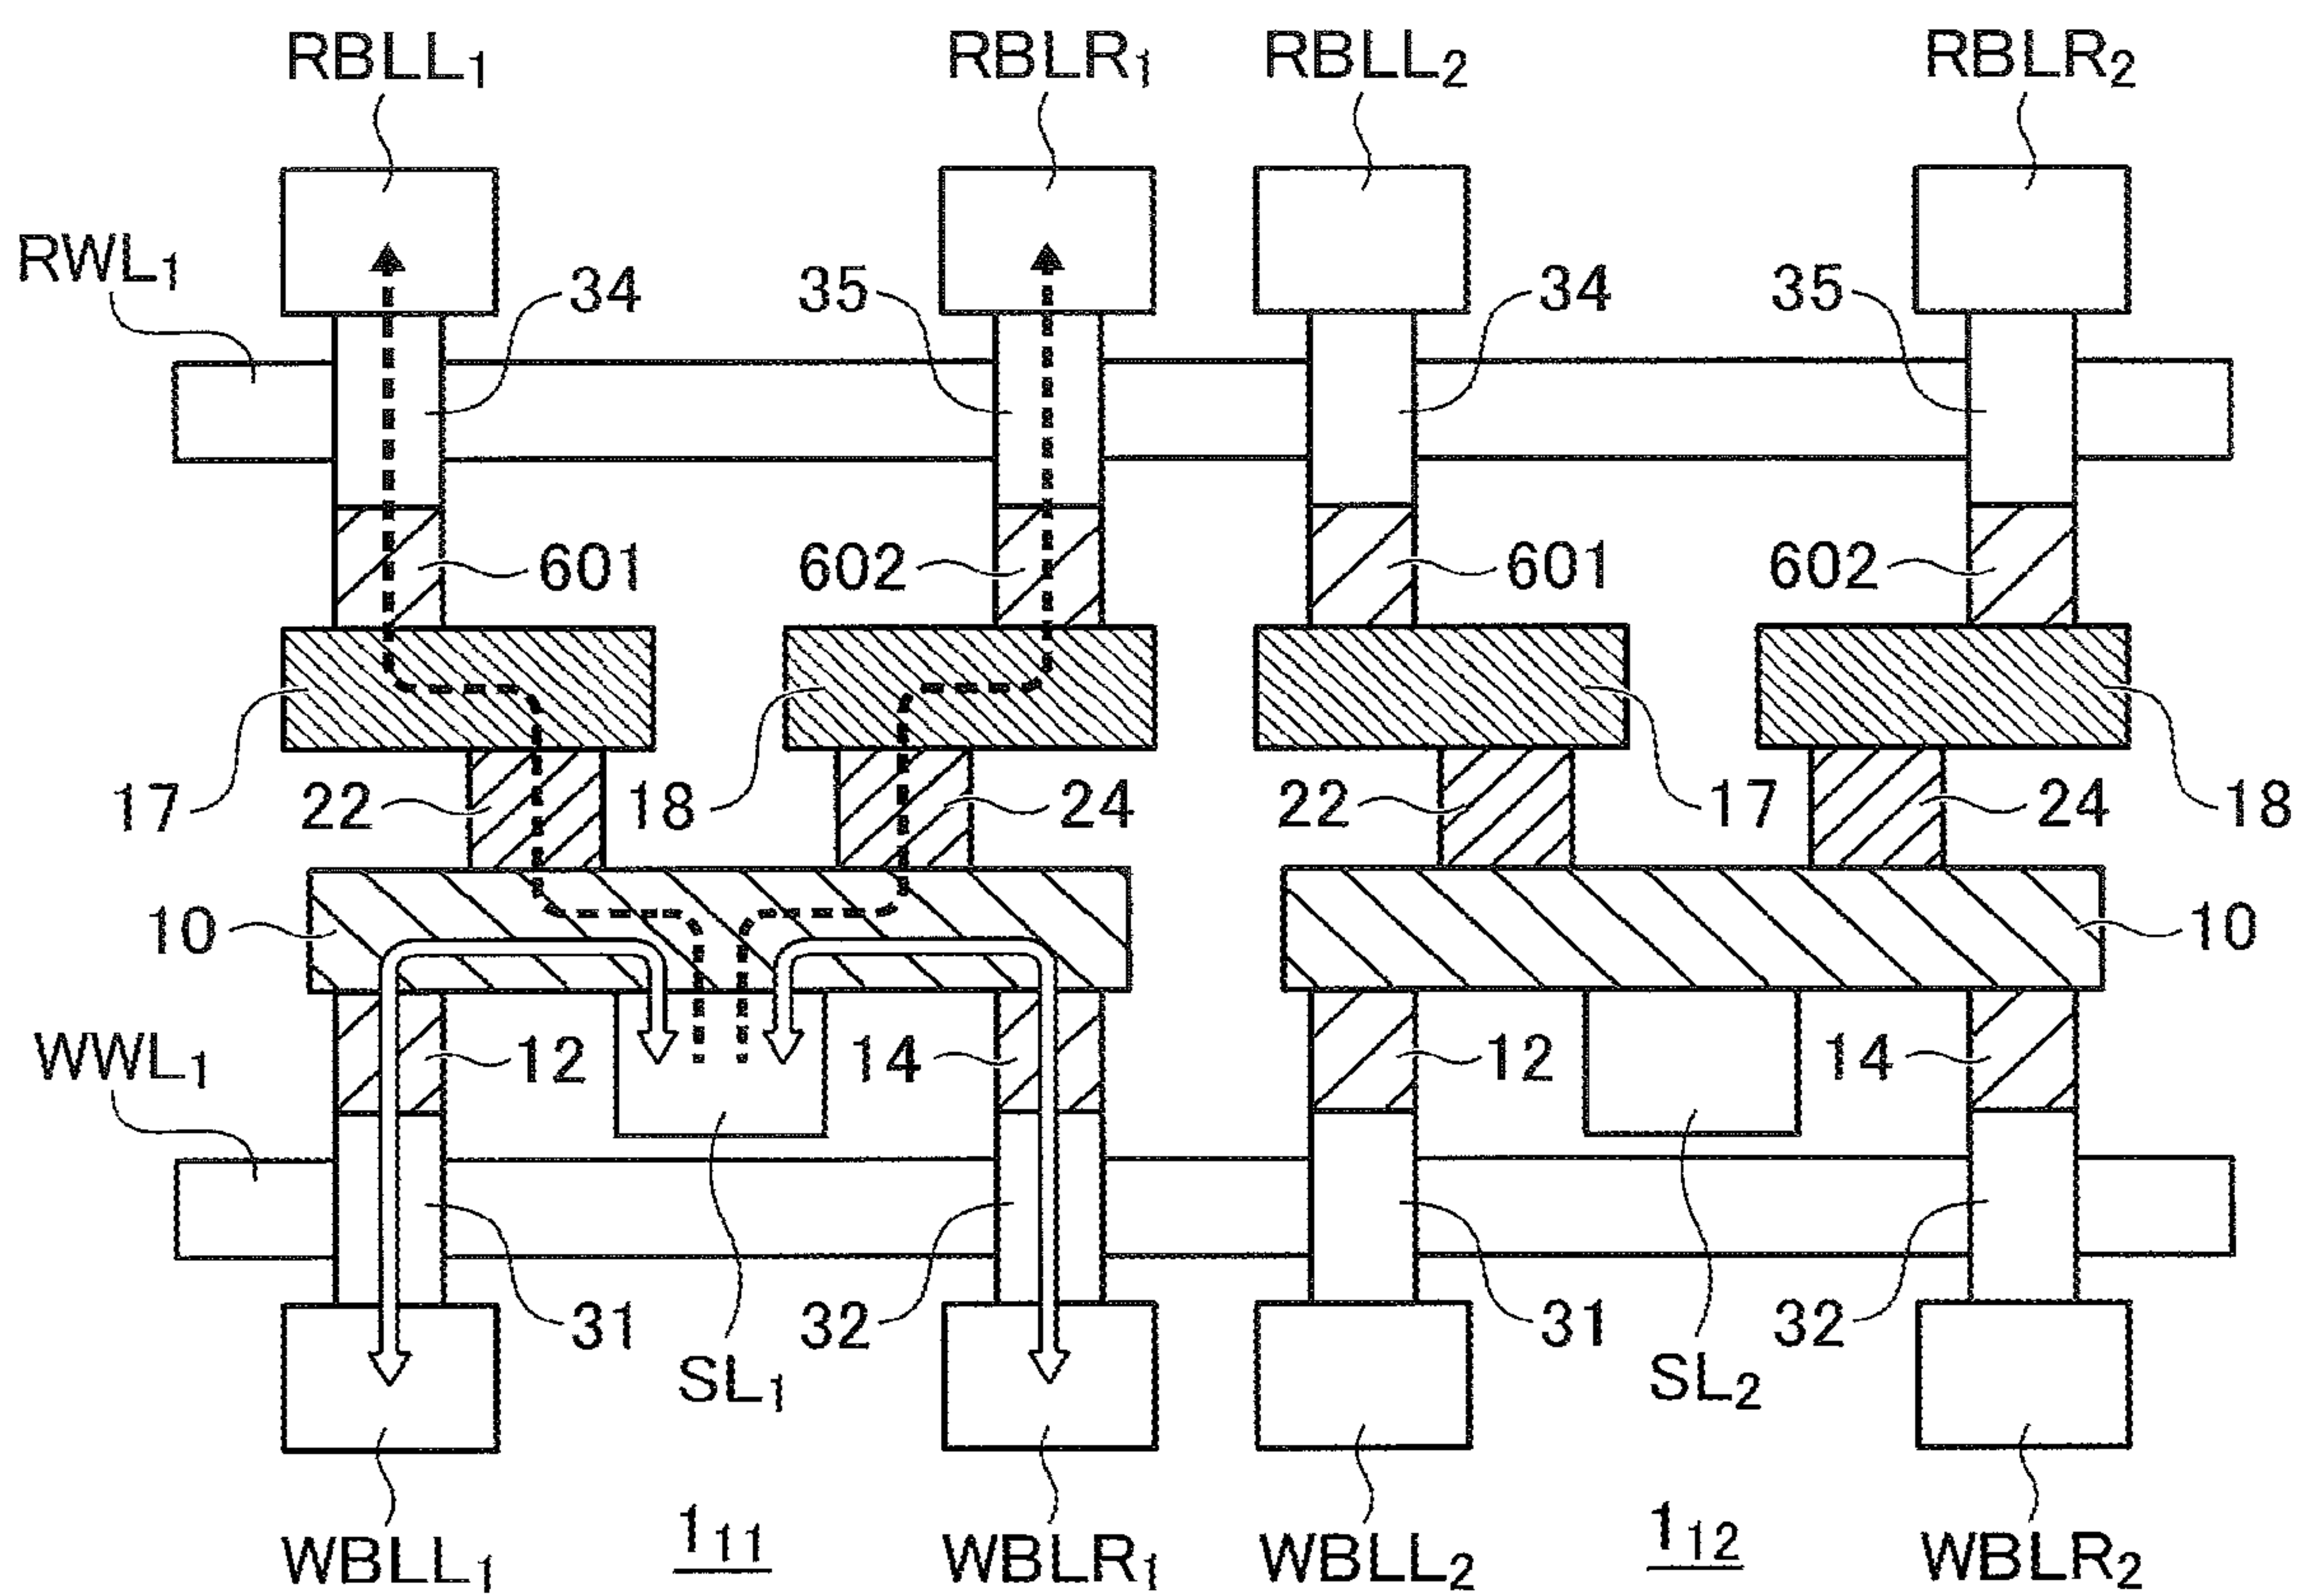 RBLL₁ RBLR₁ RBLL₂ RBLR₂
RWL₁ 34 35 34 35
601 602 601 602
17 22 18 24 22 17 24 18
10 10
WWL₁ 12 14 12 14
31 32 31 32
SL₁ SL₂
WBLL₁ 1₁₁ WBLR₁ WBLL₂ 1₁₂ WBLR₂